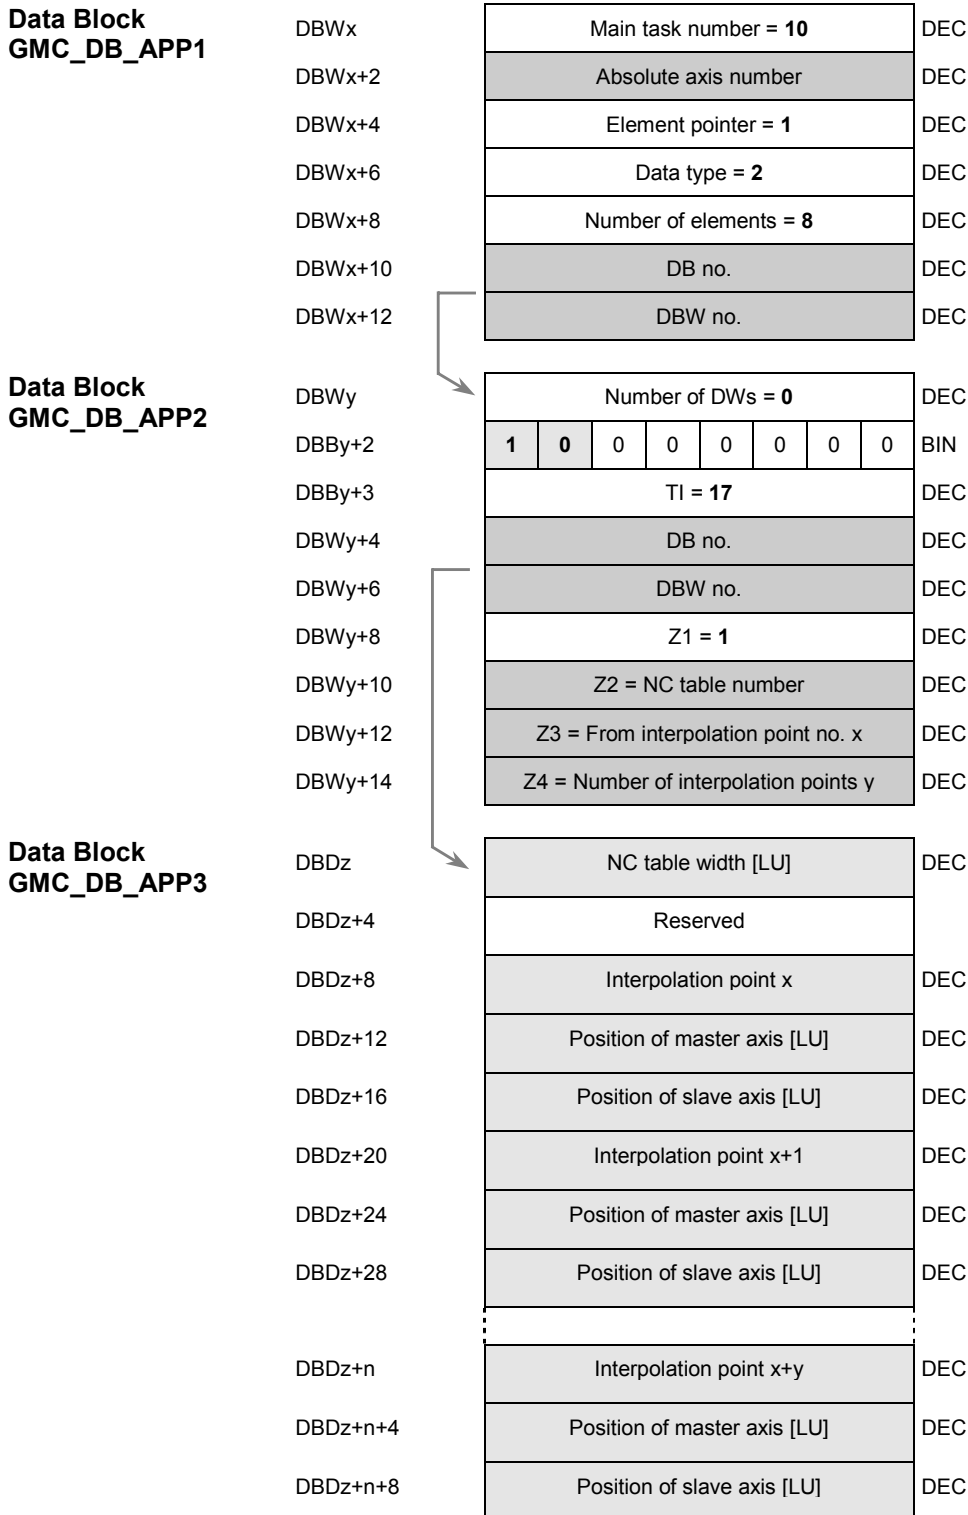 Data Block
GMC_DB_APP1
DBWx Main task number = 10 DEC
DBWx+2 Absolute axis number DEC
DBWx+4 Element pointer = 1 DEC
DBWx+6 Data type = 2 DEC
DBWx+8 Number of elements = 8 DEC
DBWx+10 DB no. DEC
DBWx+12 DBW no. DEC
Data Block
GMC_DB_APP2
DBWy Number of DWs = 0 DEC
DBBy+2 1 0 0 0 0 0 0 0 BIN
DBBy+3 TI = 17 DEC
DBWy+4 DB no. DEC
DBWy+6 DBW no. DEC
DBWy+8 Z1 = 1 DEC
DBWy+10 Z2 = NC table number DEC
DBWy+12 Z3 = From interpolation point no. x DEC
DBWy+14 Z4 = Number of interpolation points y DEC
Data Block
GMC_DB_APP3
DBDz NC table width [LU] DEC
DBDz+4 Reserved
DBDz+8 Interpolation point x DEC
DBDz+12 Position of master axis [LU] DEC
DBDz+16 Position of slave axis [LU] DEC
DBDz+20 Interpolation point x+1 DEC
DBDz+24 Position of master axis [LU] DEC
DBDz+28 Position of slave axis [LU] DEC
DBDz+n Interpolation point x+y DEC
DBDz+n+4 Position of master axis [LU] DEC
DBDz+n+8 Position of slave axis [LU] DEC